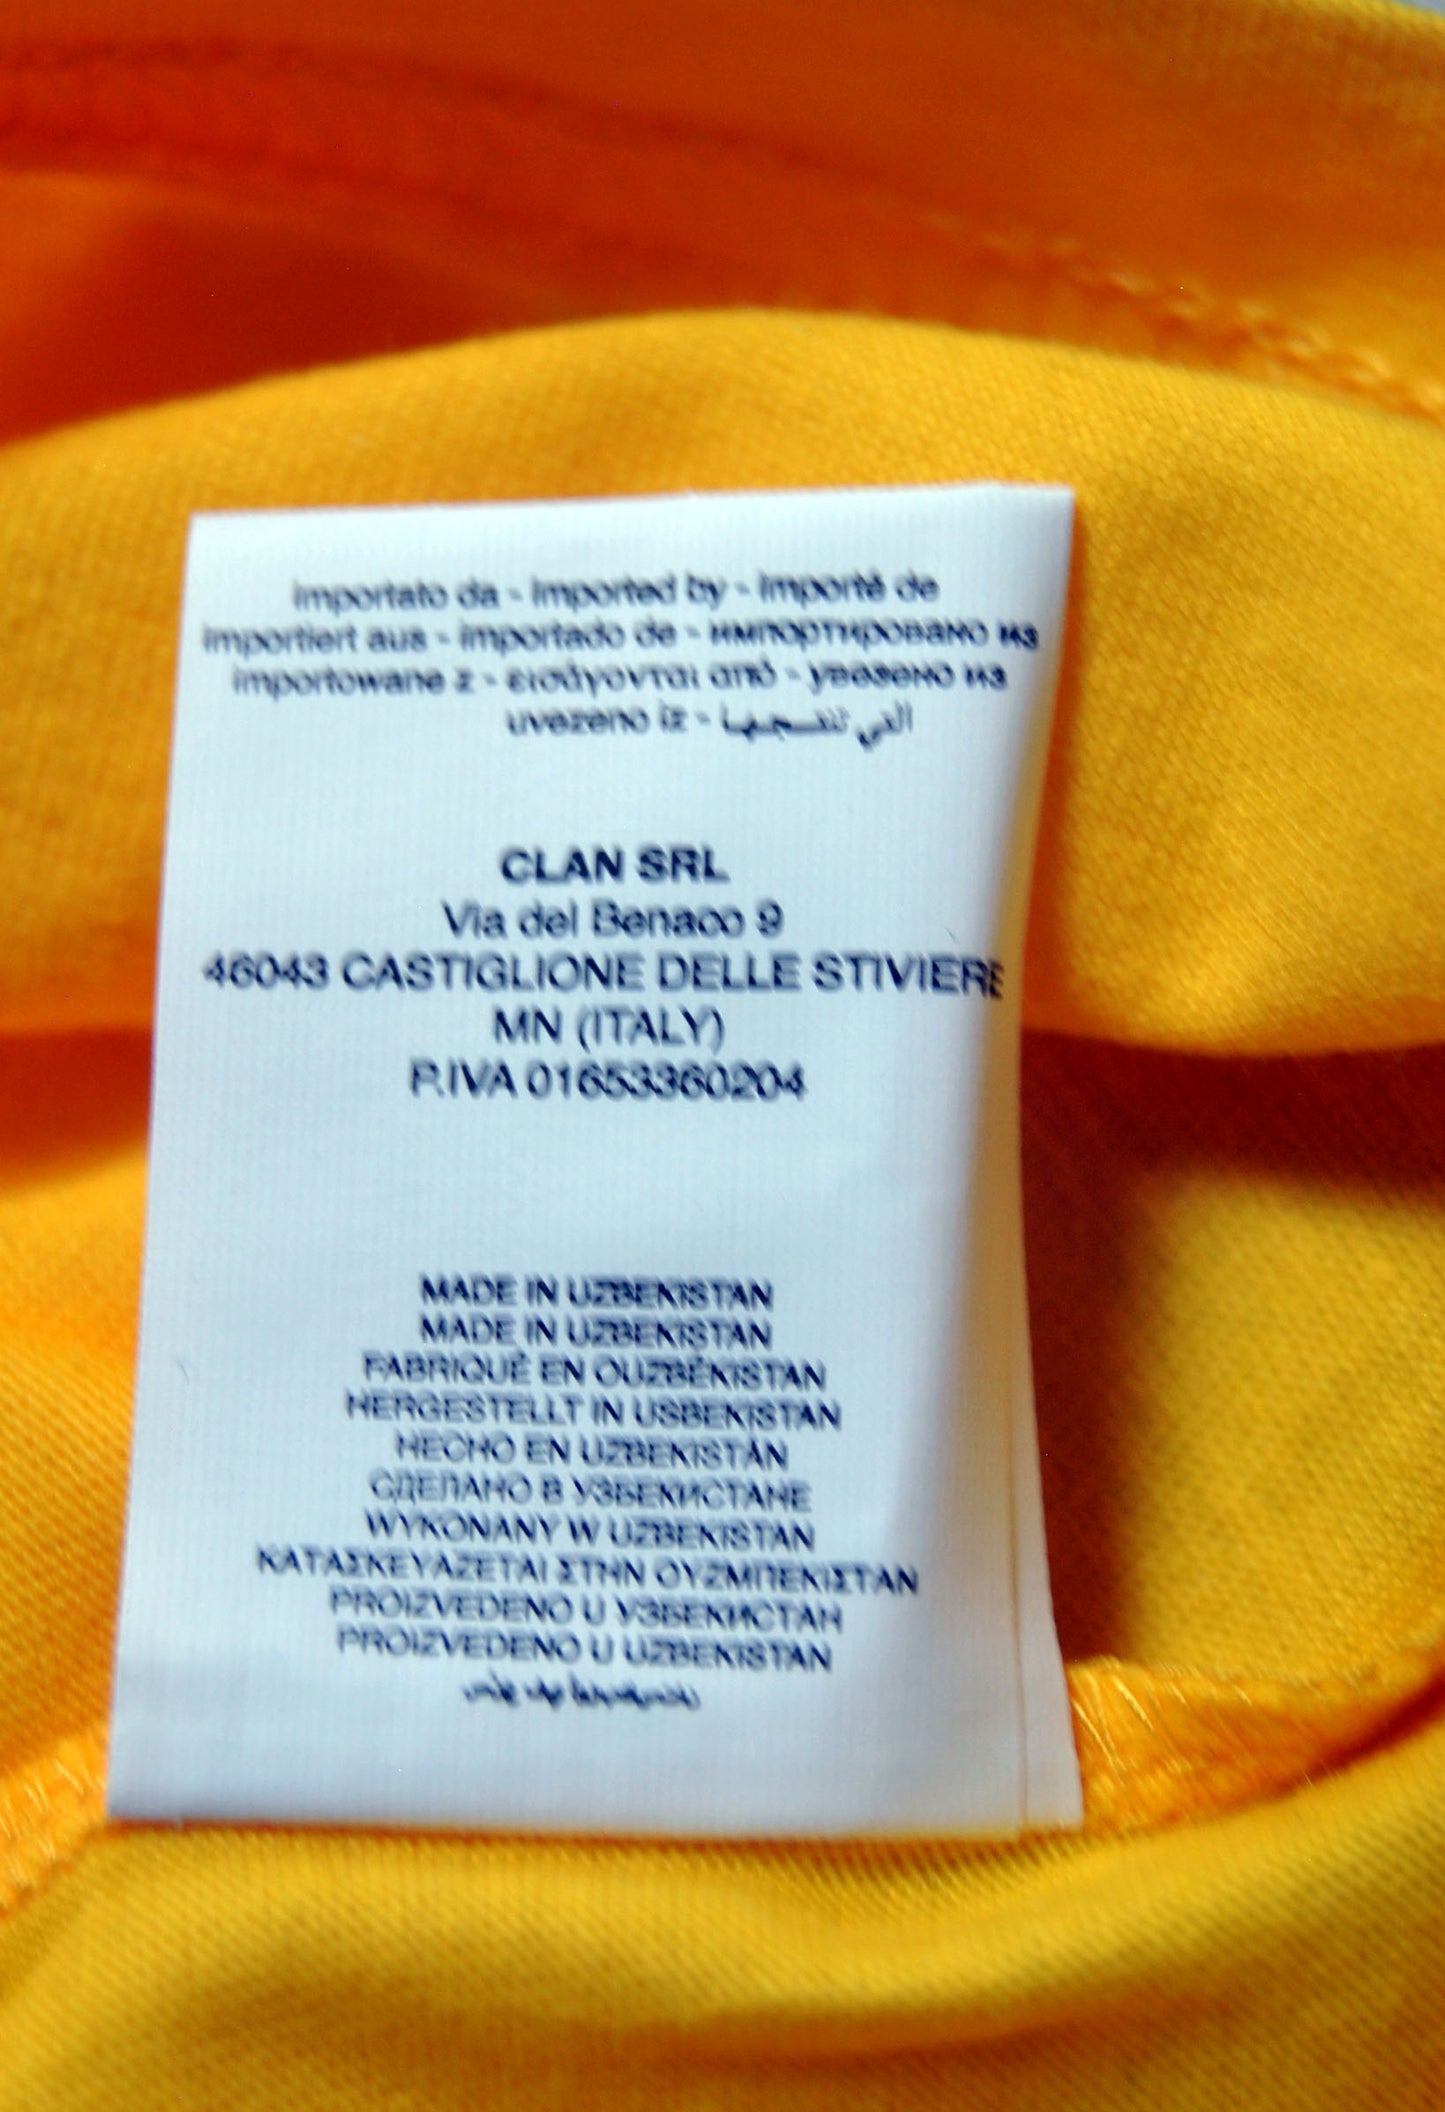 importato da - imported by - importé de
importiert aus - importado de - импортировано из
importowane z - εισάγονται από - увезено из
uvezeno iz - التي تنتجها
CLAN SRL
Via del Benaco 9
46043 CASTIGLIONE DELLE STIVIERE
MN (ITALY)
P.IVA 01653360204
MADE IN UZBEKISTAN
MADE IN UZBEKISTAN
FABRIQUÉ EN OUZBÉKISTAN
HERGESTELLT IN USBEKISTAN
HECHO EN UZBEKISTÁN
СДЕЛАНО В УЗБЕКИСТАНЕ
WYKONANY W UZBEKISTAN
ΚΑΤΑΣΚΕΥΑΖΕΤΑΙ ΣΤΗΝ ΟΥΖΜΠΕΚΙΣΤΑΝ
PROIZVEDENO U УЗБЕКИСТАН
PROIZVEDENO U UZBEKISTAN